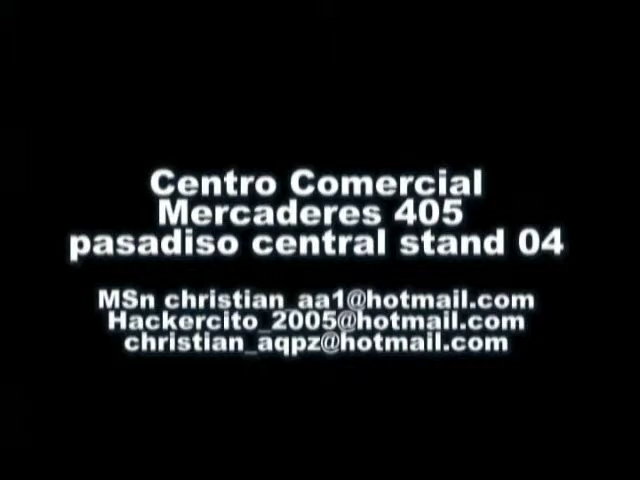 Centro Comercial
Mercaderes 405
pasadiso central stand 04
MSn christian_aa1@hotmail.com
Hackercito_2005@hotmail.com
christian_aqpz@hotmail.com